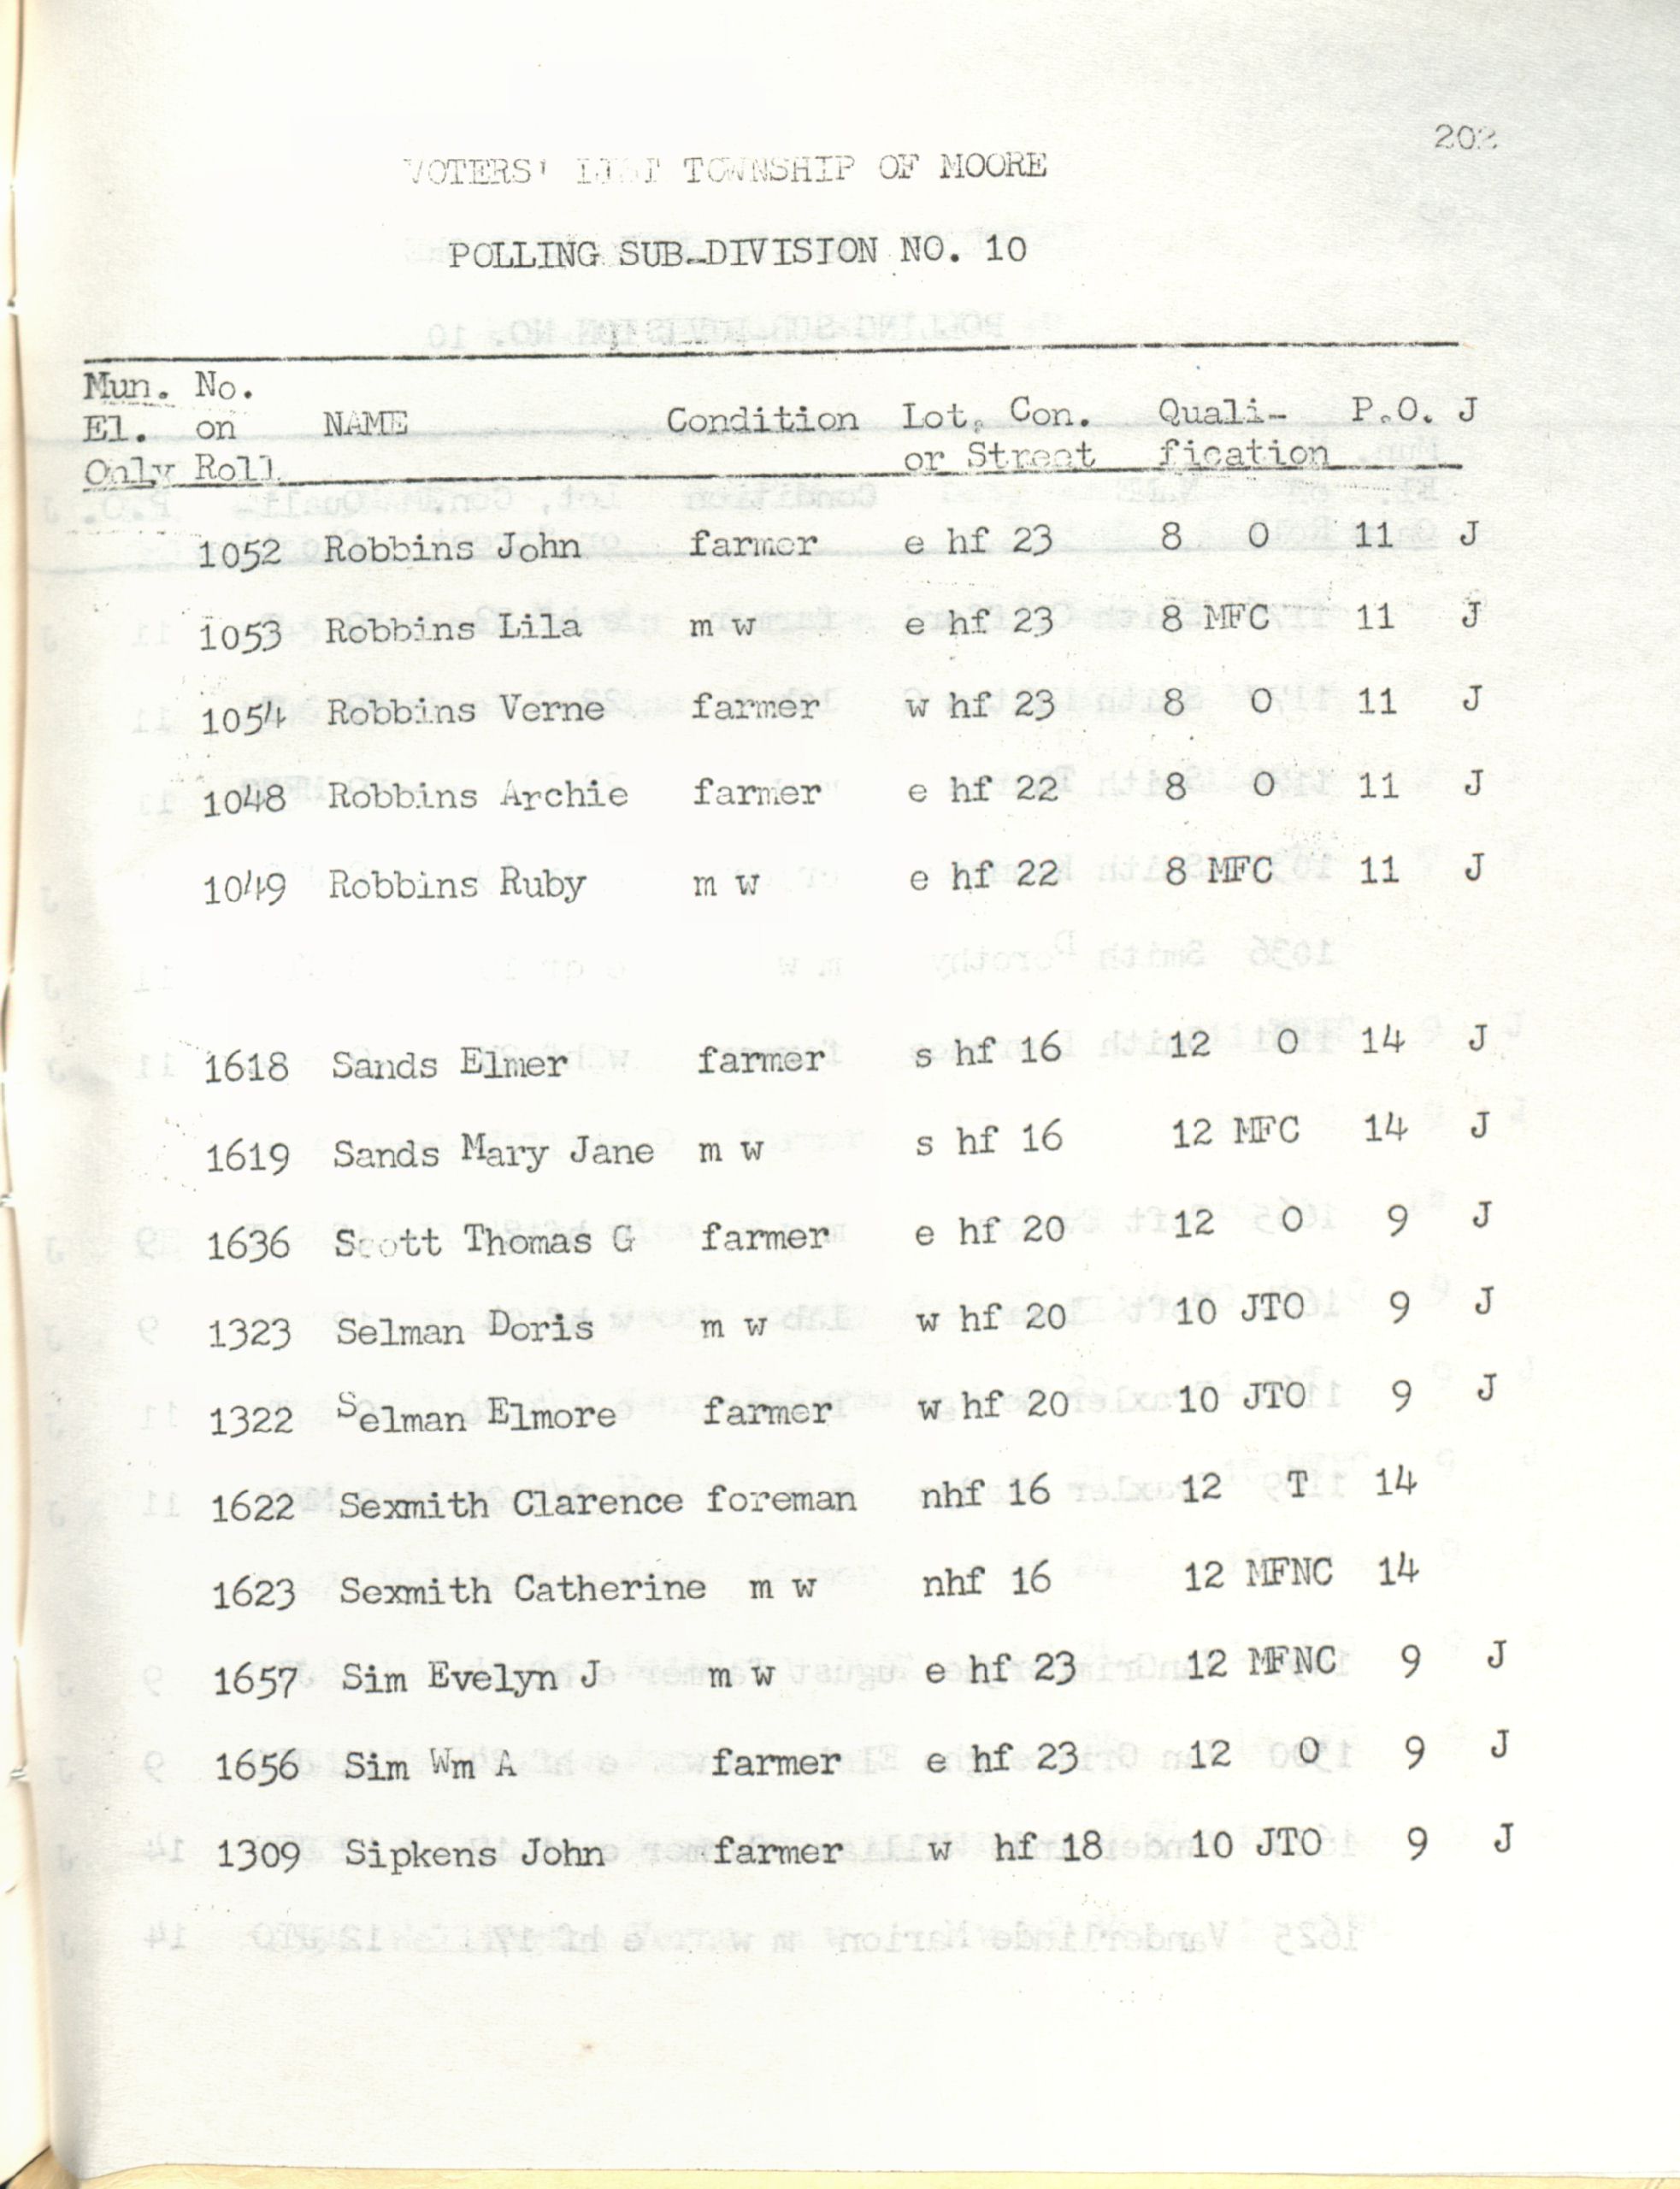 202
VOTERS' LIST TOWNSHIP OF MOORE
POLLING SUB-DIVISION NO. 10
Mun. No.
El. on NAME Condition Lot, Con. Quali- P.O. J
Only Roll or Street fication
1052 Robbins John farmer e hf 23 8 O 11 J
1053 Robbins Lila m w e hf 23 8 MFC 11 J
1054 Robbins Verne farmer w hf 23 8 O 11 J
1048 Robbins Archie farmer e hf 22 8 O 11 J
1049 Robbins Ruby m w e hf 22 8 MFC 11 J
1618 Sands Elmer farmer s hf 16 12 O 14 J
1619 Sands Mary Jane m w s hf 16 12 MFC 14 J
1636 Scott Thomas G farmer e hf 20 12 O 9 J
1323 Selman Doris m w w hf 20 10 JTO 9 J
1322 Selman Elmore farmer w hf 20 10 JTO 9 J
1622 Sexmith Clarence foreman nhf 16 12 T 14
1623 Sexmith Catherine m w nhf 16 12 MFNC 14
1657 Sim Evelyn J m w e hf 23 12 MFNC 9 J
1656 Sim Wm A farmer e hf 23 12 O 9 J
1309 Sipkens John farmer w hf 18 10 JTO 9 J